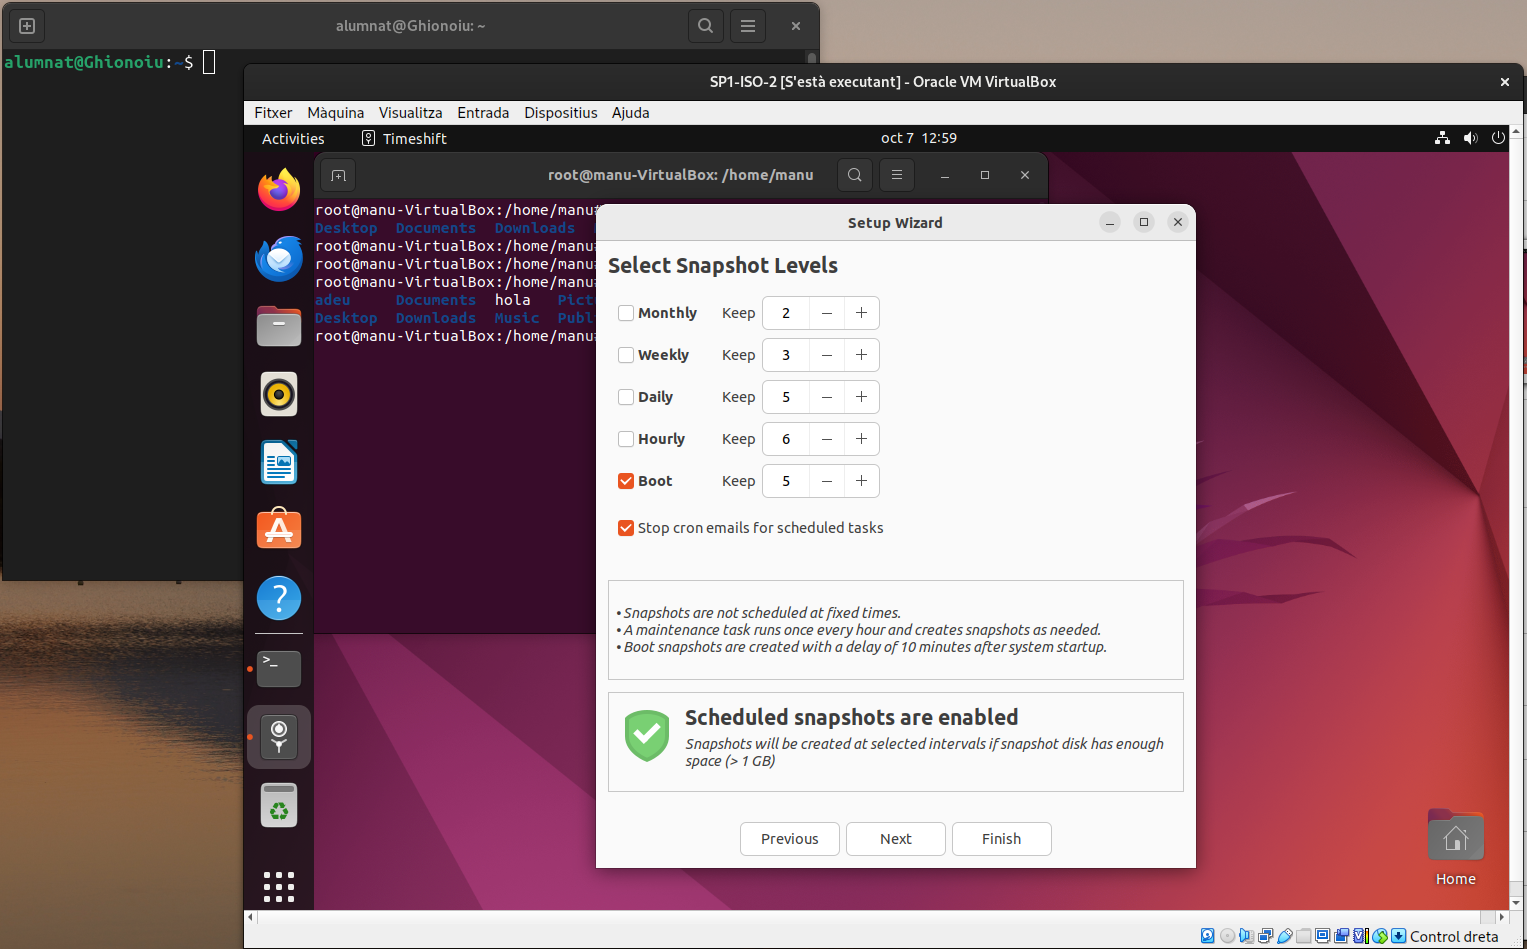 alumnat@Ghionoiu: ~
alumnat@Ghionoiu:~$
SP1-ISO-2 [S'està executant] - Oracle VM VirtualBox
Fitxer Màquina Visualitza Entrada Dispositius Ajuda
Activities Timeshift oct 7 12:59
root@manu-VirtualBox: /home/manu
root@manu-VirtualBox:/home/manu#
Desktop Documents Downloads
root@manu-VirtualBox:/home/manu#
root@manu-VirtualBox:/home/manu#
root@manu-VirtualBox:/home/manu#
adeu Documents hola
Desktop Downloads Music
root@manu-VirtualBox:/home/manu#
Setup Wizard
Select Snapshot Levels
Monthly Keep 2 − +
Weekly Keep 3 − +
Daily Keep 5 − +
Hourly Keep 6 − +
Boot Keep 5 − +
Stop cron emails for scheduled tasks
• Snapshots are not scheduled at fixed times.
• A maintenance task runs once every hour and creates snapshots as needed.
• Boot snapshots are created with a delay of 10 minutes after system startup.
Scheduled snapshots are enabled
Snapshots will be created at selected intervals if snapshot disk has enough
space (> 1 GB)
Previous Next Finish
Home
Control dreta